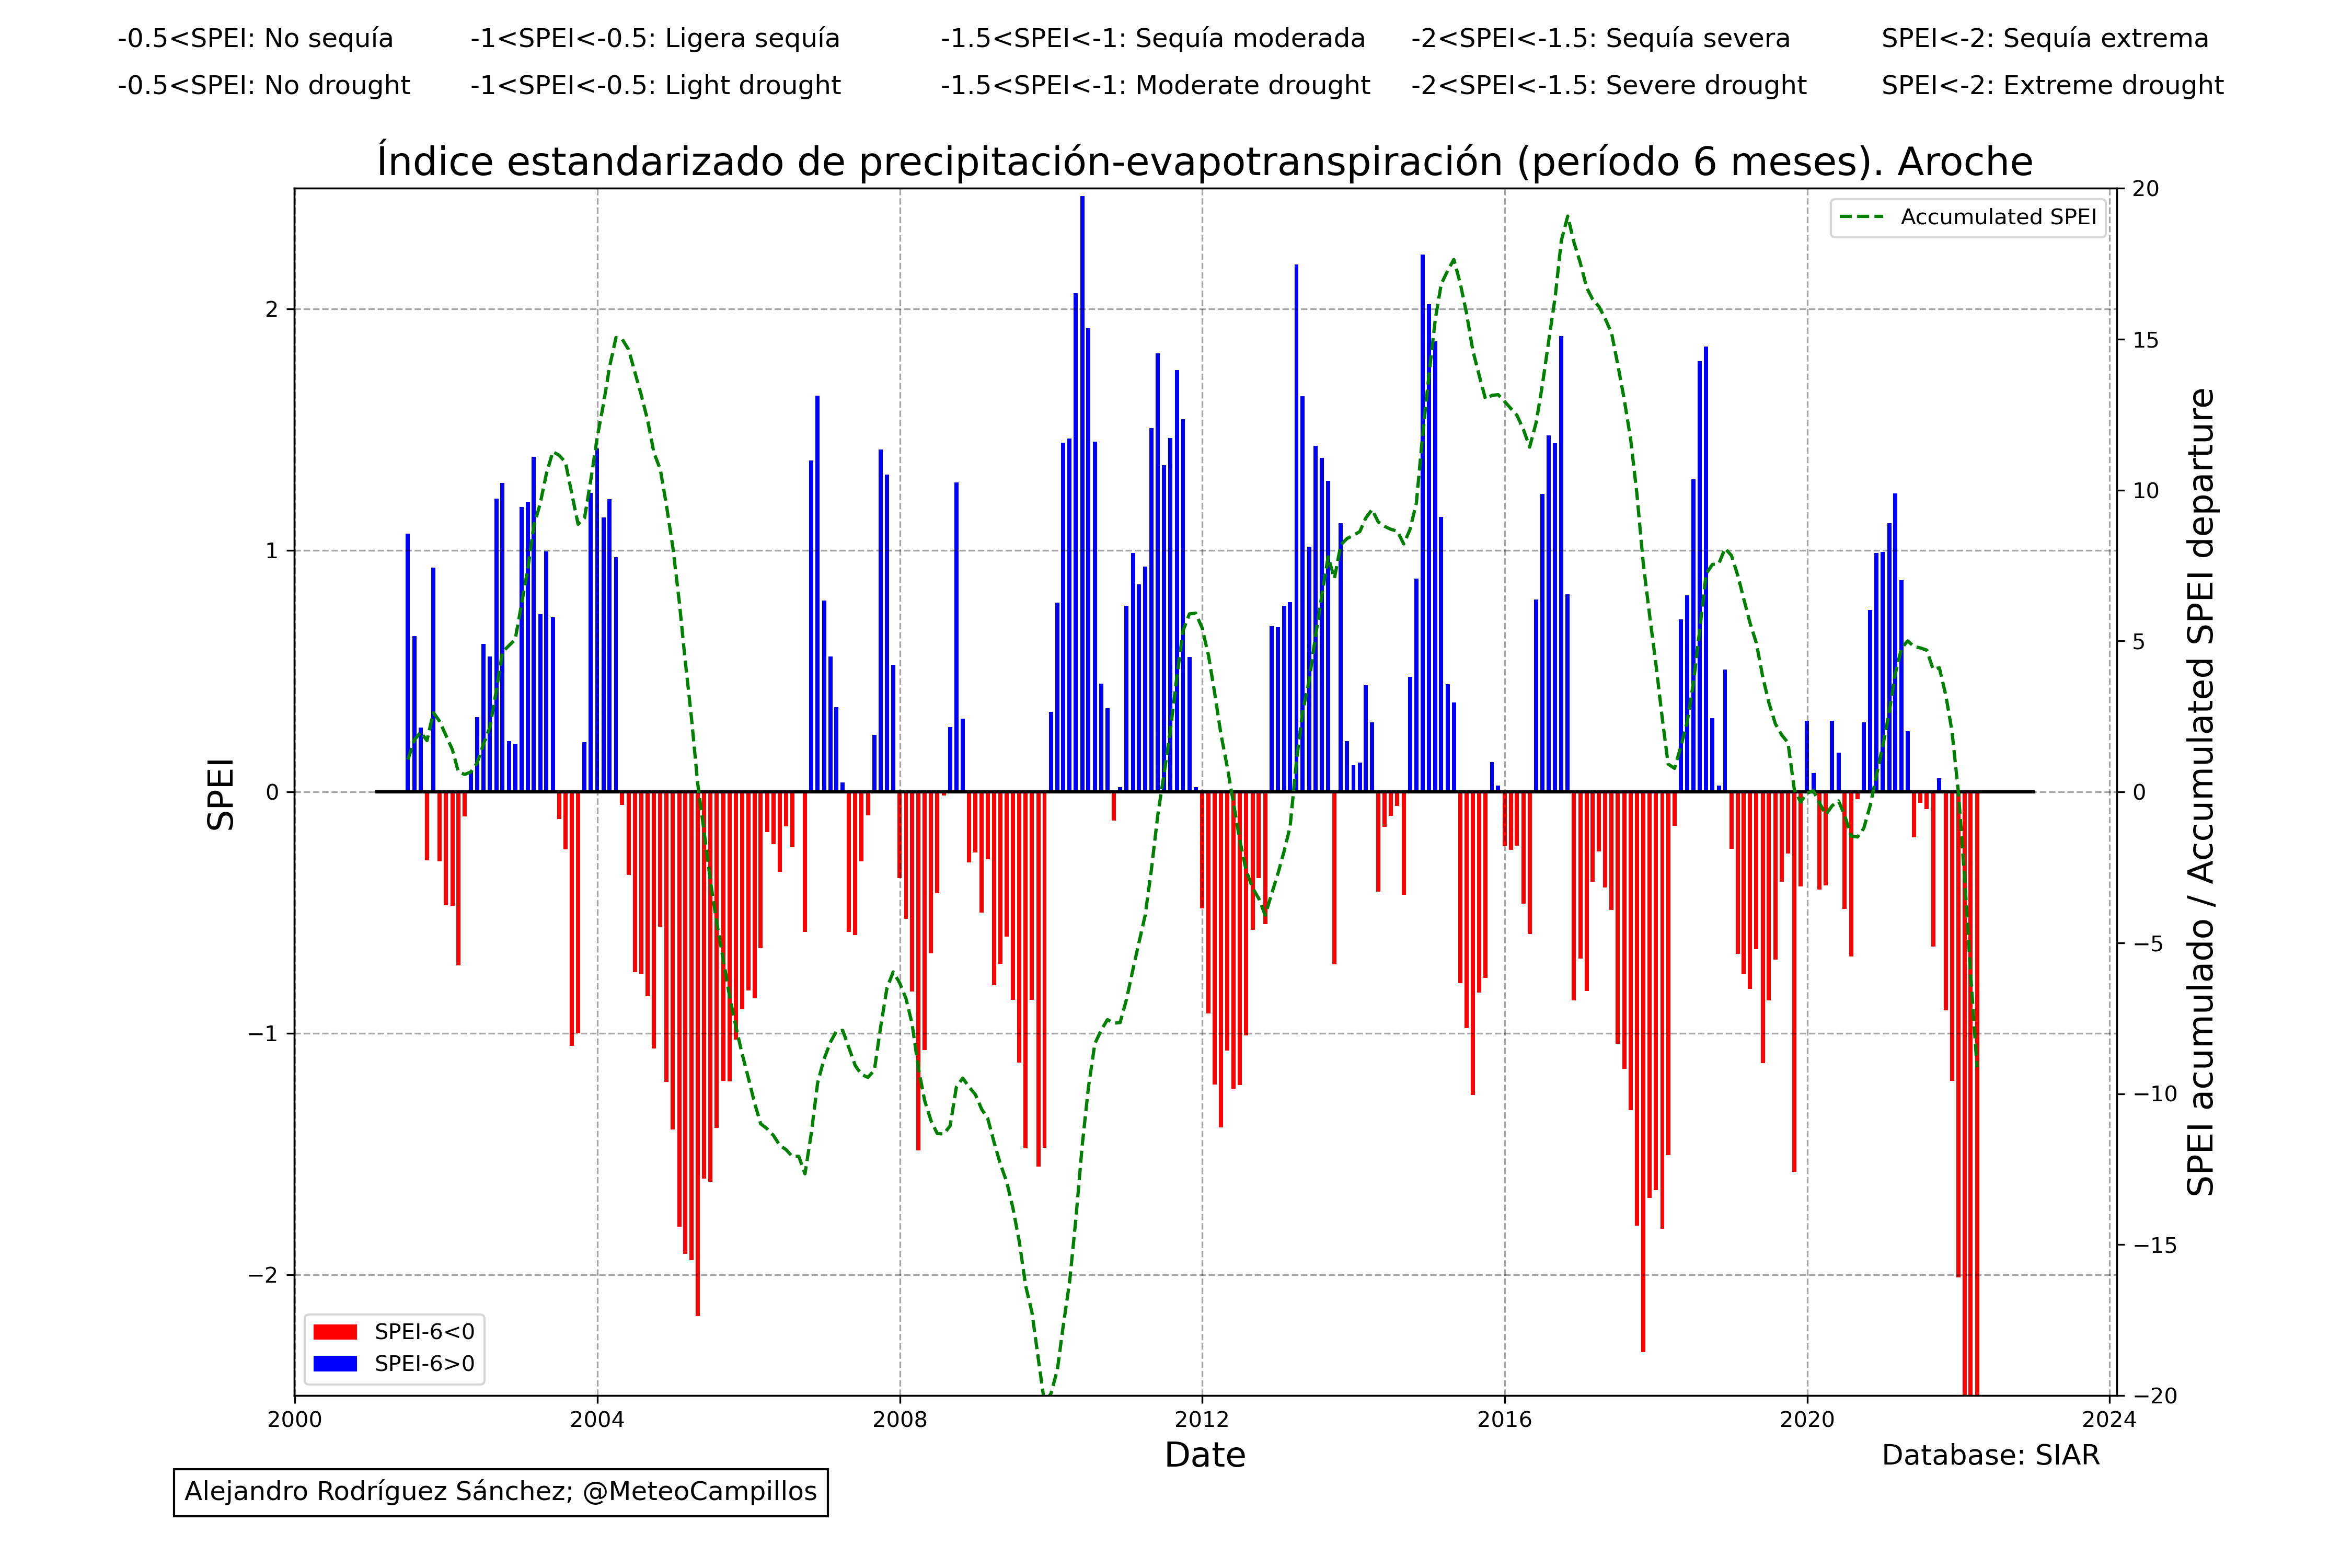 -0.5<SPEI: No sequía -1<SPEI<-0.5: Ligera sequía -1.5<SPEI<-1: Sequía moderada -2<SPEI<-1.5: Sequía severa SPEI<-2: Sequía extrema
-0.5<SPEI: No drought -1<SPEI<-0.5: Light drought -1.5<SPEI<-1: Moderate drought -2<SPEI<-1.5: Severe drought SPEI<-2: Extreme drought
Índice estandarizado de precipitación-evapotranspiración (período 6 meses). Aroche
Accumulated SPEI
SPEI
2
1
0
−1
−2
20
15
10
5
0
−5
−10
−15
−20
SPEI acumulado / Accumulated SPEI departure
SPEI-6<0
SPEI-6>0
2000 2004 2008 2012 2016 2020 2024
Date
Database: SIAR
Alejandro Rodríguez Sánchez; @MeteoCampillos